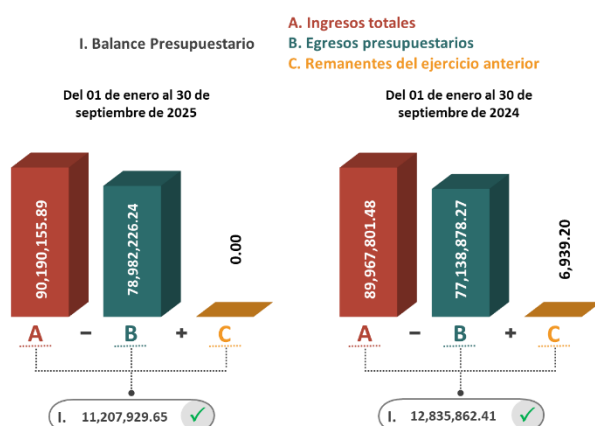 I. Balance Presupuestario
A. Ingresos totales
B. Egresos presupuestarios
C. Remanentes del ejercicio anterior
Del 01 de enero al 30 de
septiembre de 2025
90,190,155.89
78,982,226.24
0.00
A − B + C
I. 11,207,929.65 ✓
Del 01 de enero al 30 de
septiembre de 2024
89,967,801.48
77,138,878.27
6,939.20
A − B + C
I. 12,835,862.41 ✓